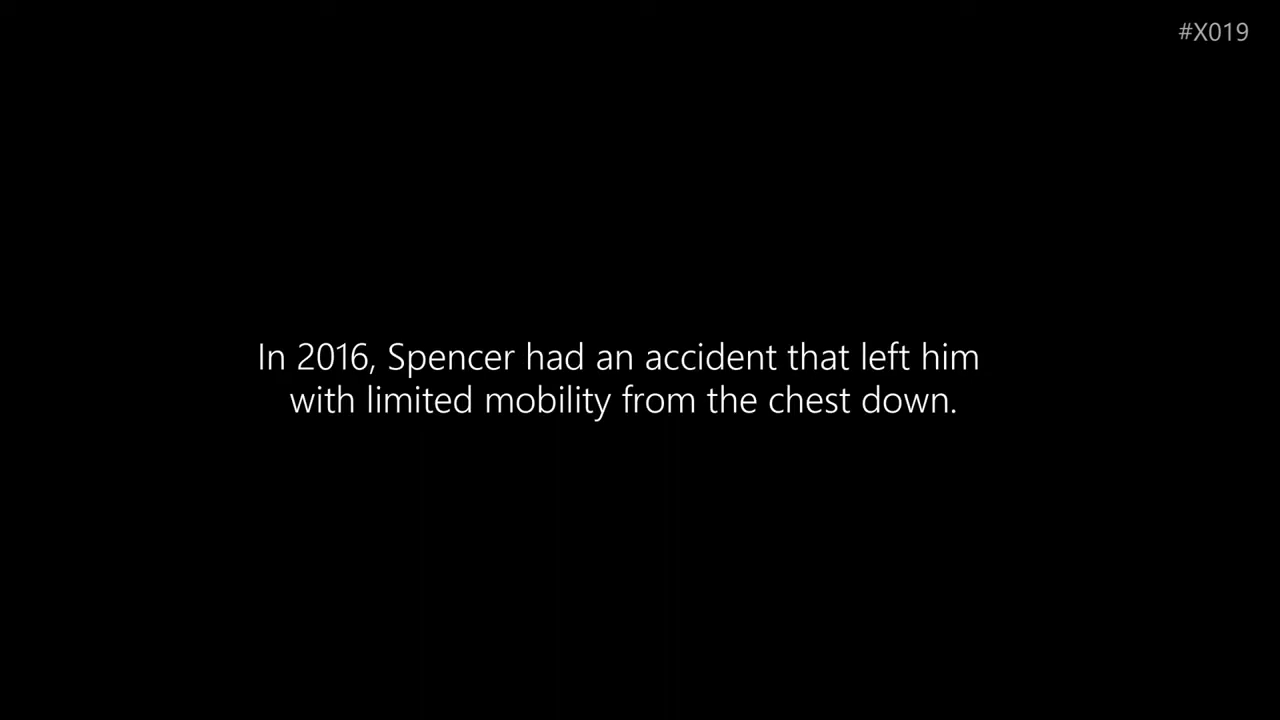 #X019
In 2016, Spencer had an accident that left him
with limited mobility from the chest down.